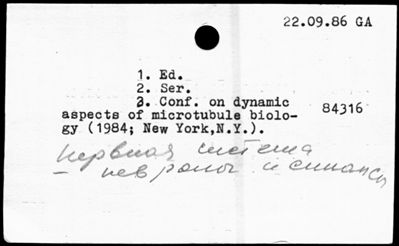 22.09.86 GA
1. Ed.
2. Ser.
3. Conf. on dynamic
aspects of microtubule biolo-
gy (1984; New York,N.Y.).
84316
нервная система
– нейроны и синапсы